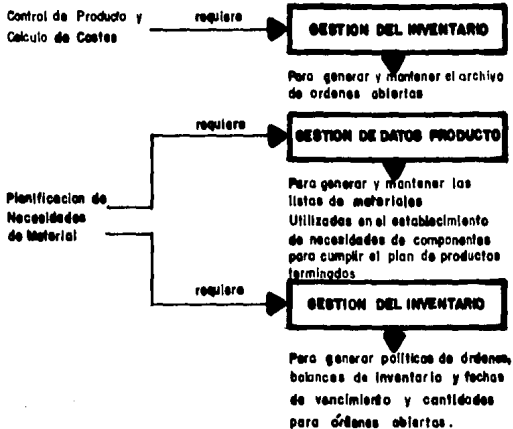 Control de Producto y
Calculo de Costes
requiere
GESTION DEL INVENTARIO
Para generar y mantener el archivo
de ordenes abiertas
requiere
GESTION DE DATOS PRODUCTO
Planificacion de
Necesidades
de Material
Para generar y mantener las
listas de materiales
Utilizadas en el establecimiento
de necesidades de componentes
para cumplir el plan de productos
terminados
requiere
GESTION DEL INVENTARIO
Para generar políticas de órdenes,
balances de inventario y fechas
de vencimiento y cantidades
para órdenes abiertas.